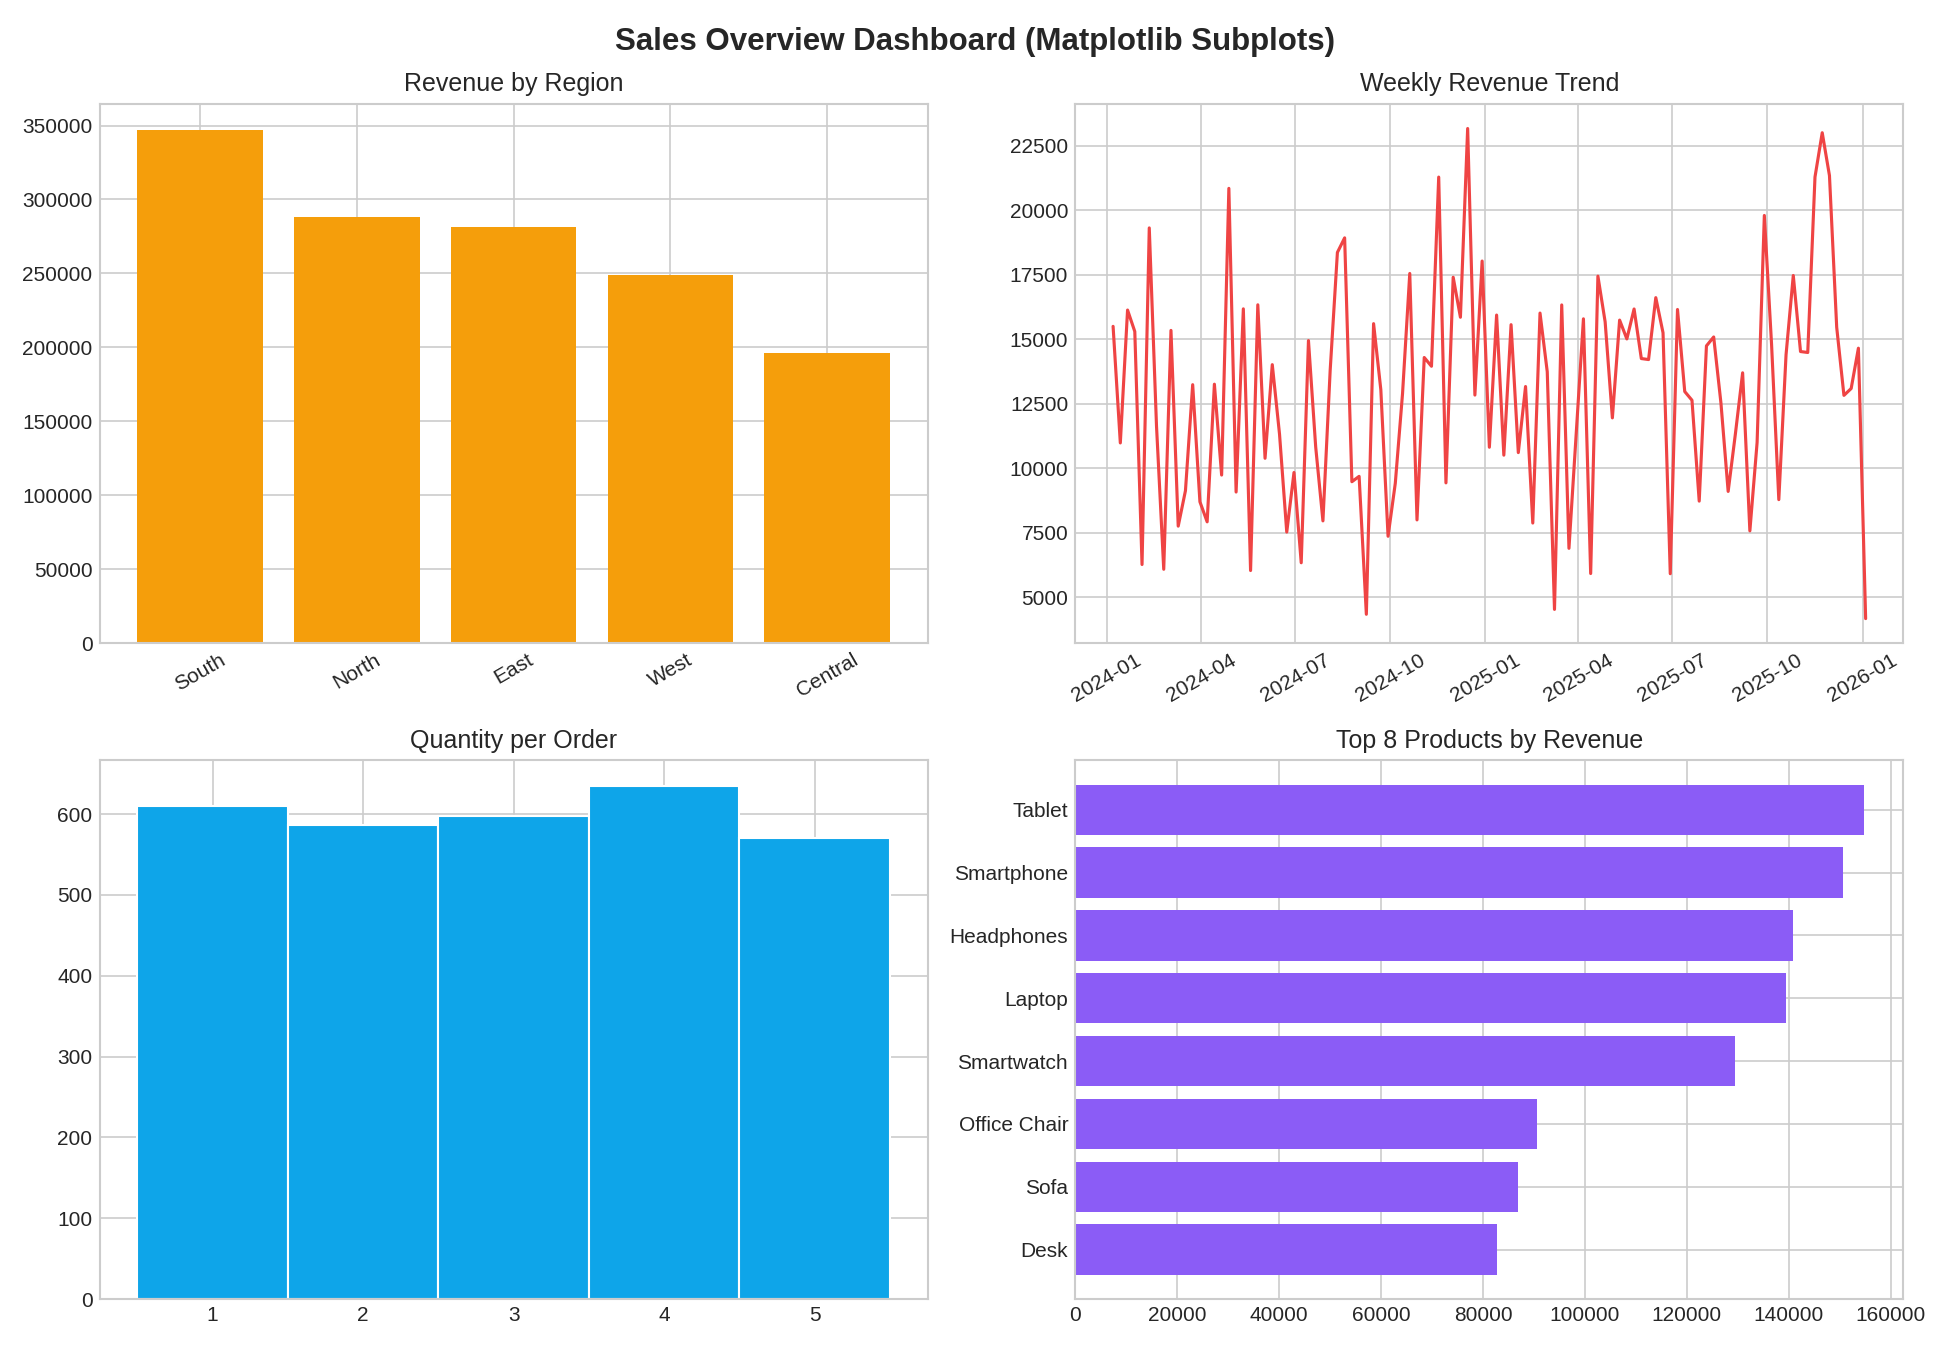 Sales Overview Dashboard (Matplotlib Subplots)
Revenue by Region
350000
300000
250000
200000
150000
100000
50000
0
South
North
East
West
Central
Weekly Revenue Trend
22500
20000
17500
15000
12500
10000
7500
5000
2024-01
2024-04
2024-07
2024-10
2025-01
2025-04
2025-07
2025-10
2026-01
Quantity per Order
600
500
400
300
200
100
0
1
2
3
4
5
Top 8 Products by Revenue
Tablet
Smartphone
Headphones
Laptop
Smartwatch
Office Chair
Sofa
Desk
0
20000
40000
60000
80000
100000
120000
140000
160000